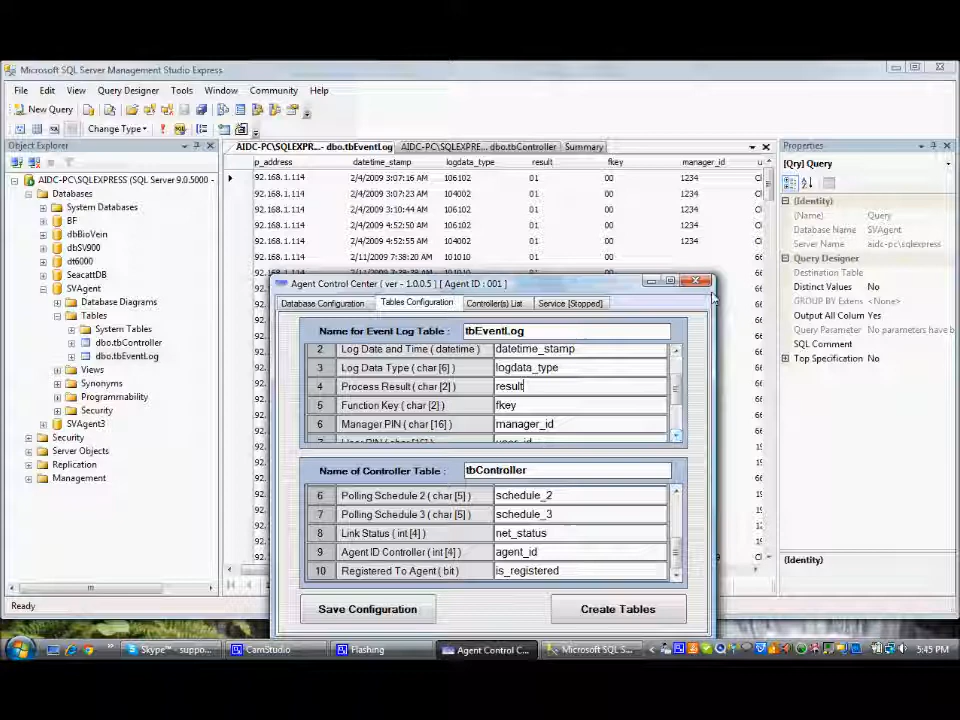 Microsoft SQL Server Management Studio Express
File Edit View Query Designer Tools Window Community Help
New Query
Change Type
Object Explorer
AIDC-PC\SQLEXPRESS (SQL Server 9.0.5000 -
Databases
System Databases
BF
dbBioVein
dbSV900
dt6000
SeacattDB
SVAgent
Database Diagrams
Tables
System Tables
dbo.tbController
dbo.tbEventLog
Views
Synonyms
Programmability
Security
SVAgent3
Security
Server Objects
Replication
Management
AIDC-PC\SQLEXPR...- dbo.tbEventLog AIDC-PC\SQLEXPRE... dbo.tbController Summary
p_address datetime_stamp logdata_type result fkey manager_id
92.168.1.114 2/4/2009 3:07:16 AM 106102 01 00 1234
92.168.1.114 2/4/2009 3:07:23 AM 104002 01 00 1234
92.168.1.114 2/4/2009 3:10:44 AM 106102 01 00 1234
92.168.1.114 2/4/2009 4:52:50 AM 106102 01 00 1234
92.168.1.114 2/4/2009 4:52:55 AM 104002 01 00 1234
92.168.1.114 2/11/2009 7:38:20 AM 101010 01 00
Agent Control Center ( ver - 1.0.0.5 ) [ Agent ID : 001 ]
Database Configuration Tables Configuration Controller(s) List Service [Stopped]
Name for Event Log Table : tbEventLog
2 Log Date and Time ( datetime ) datetime_stamp
3 Log Data Type ( char [6] ) logdata_type
4 Process Result ( char [2] ) result
5 Function Key ( char [2] ) fkey
6 Manager PIN ( char [16] ) manager_id
7 User PIN ( char [16] ) user_id
Name of Controller Table : tbController
6 Polling Schedule 2 ( char [5] ) schedule_2
7 Polling Schedule 3 ( char [5] ) schedule_3
8 Link Status ( int [4] ) net_status
9 Agent ID Controller ( int [4] ) agent_id
10 Registered To Agent ( bit ) is_registered
Save Configuration Create Tables
Properties
[Qry] Query
(Identity)
(Name) Query
Database Name SVAgent
Server Name aidc-pc\sqlexpress
Query Designer
Destination Table
Distinct Values No
GROUP BY Extens <None>
Output All Column Yes
Query Parameter No parameters have b
SQL Comment
Top Specification No
(Identity)
Ready
Skype™ - suppo... CamStudio Flashing Agent Control C... Microsoft SQL S... 5:45 PM